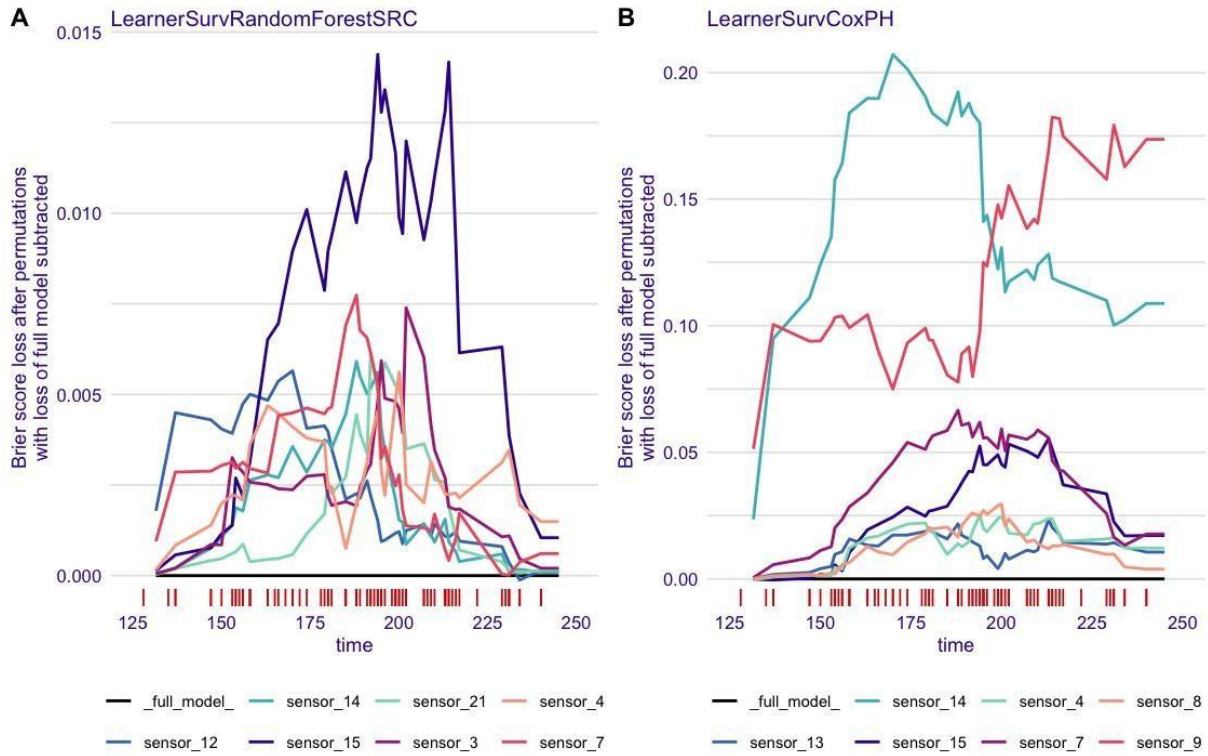 A
LearnerSurvRandomForestSRC
Brier score loss after permutations
with loss of full model subtracted
0.015
0.010
0.005
0.000
125
150
175
200
225
250
time
_full_model_
sensor_14
sensor_21
sensor_4
sensor_12
sensor_15
sensor_3
sensor_7
B
LearnerSurvCoxPH
Brier score loss after permutations
with loss of full model subtracted
0.20
0.15
0.10
0.05
0.00
125
150
175
200
225
250
time
_full_model_
sensor_14
sensor_4
sensor_8
sensor_13
sensor_15
sensor_7
sensor_9